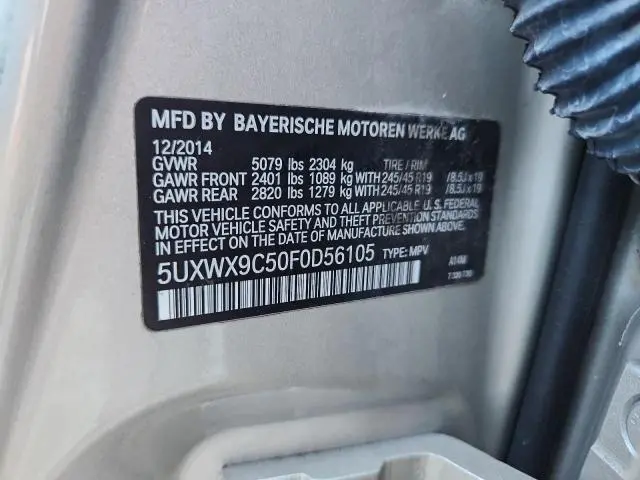 MFD BY BAYERISCHE MOTOREN WERKE AG
12/2014
GVWR 5079 lbs 2304 kg TIRE / RIM
GAWR FRONT 2401 lbs 1089 kg WITH 245/45 R19 /8.5J x 19
GAWR REAR 2820 lbs 1279 kg WITH 245/45 R19 /8.5J x 19
THIS VEHICLE CONFORMS TO ALL APPLICABLE U.S. FEDERAL
MOTOR VEHICLE SAFETY AND THEFT PREVENTION STANDARDS
IN EFFECT ON THE DATE OF MANUFACTURE SHOWN ABOVE.
5UXWX9C50F0D56105 TYPE: MPV A14M